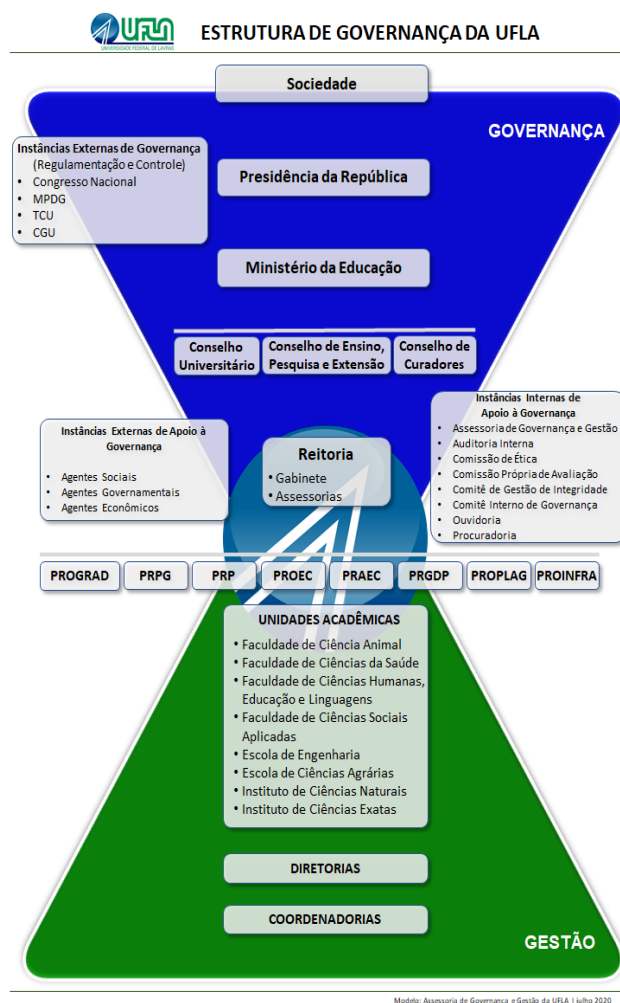 UFLA
UNIVERSIDADE FEDERAL DE LAVRAS
ESTRUTURA DE GOVERNANÇA DA UFLA
Sociedade
GOVERNANÇA
Instâncias Externas de Governança
(Regulamentação e Controle)
• Congresso Nacional
• MPDG
• TCU
• CGU
Presidência da República
Ministério da Educação
Conselho
Universitário
Conselho de Ensino,
Pesquisa e Extensão
Conselho de
Curadores
Instâncias Externas de Apoio à
Governança
• Agentes Sociais
• Agentes Governamentais
• Agentes Econômicos
Reitoria
• Gabinete
• Assessorias
Instâncias Internas de
Apoio à Governança
• Assessoria de Governança e Gestão
• Auditoria Interna
• Comissão de Ética
• Comissão Própria de Avaliação
• Comitê de Gestão de Integridade
• Comitê Interno de Governança
• Ouvidoria
• Procuradoria
PROGRAD
PRPG
PRP
PROEC
PRAEC
PRGDP
PROPLAG
PROINFRA
UNIDADES ACADÊMICAS
• Faculdade de Ciência Animal
• Faculdade de Ciências da Saúde
• Faculdade de Ciências Humanas,
Educação e Linguagens
• Faculdade de Ciências Sociais
Aplicadas
• Escola de Engenharia
• Escola de Ciências Agrárias
• Instituto de Ciências Naturais
• Instituto de Ciências Exatas
DIRETORIAS
COORDENADORIAS
GESTÃO
Modelo: Assessoria de Governança e Gestão da UFLA | julho 2020